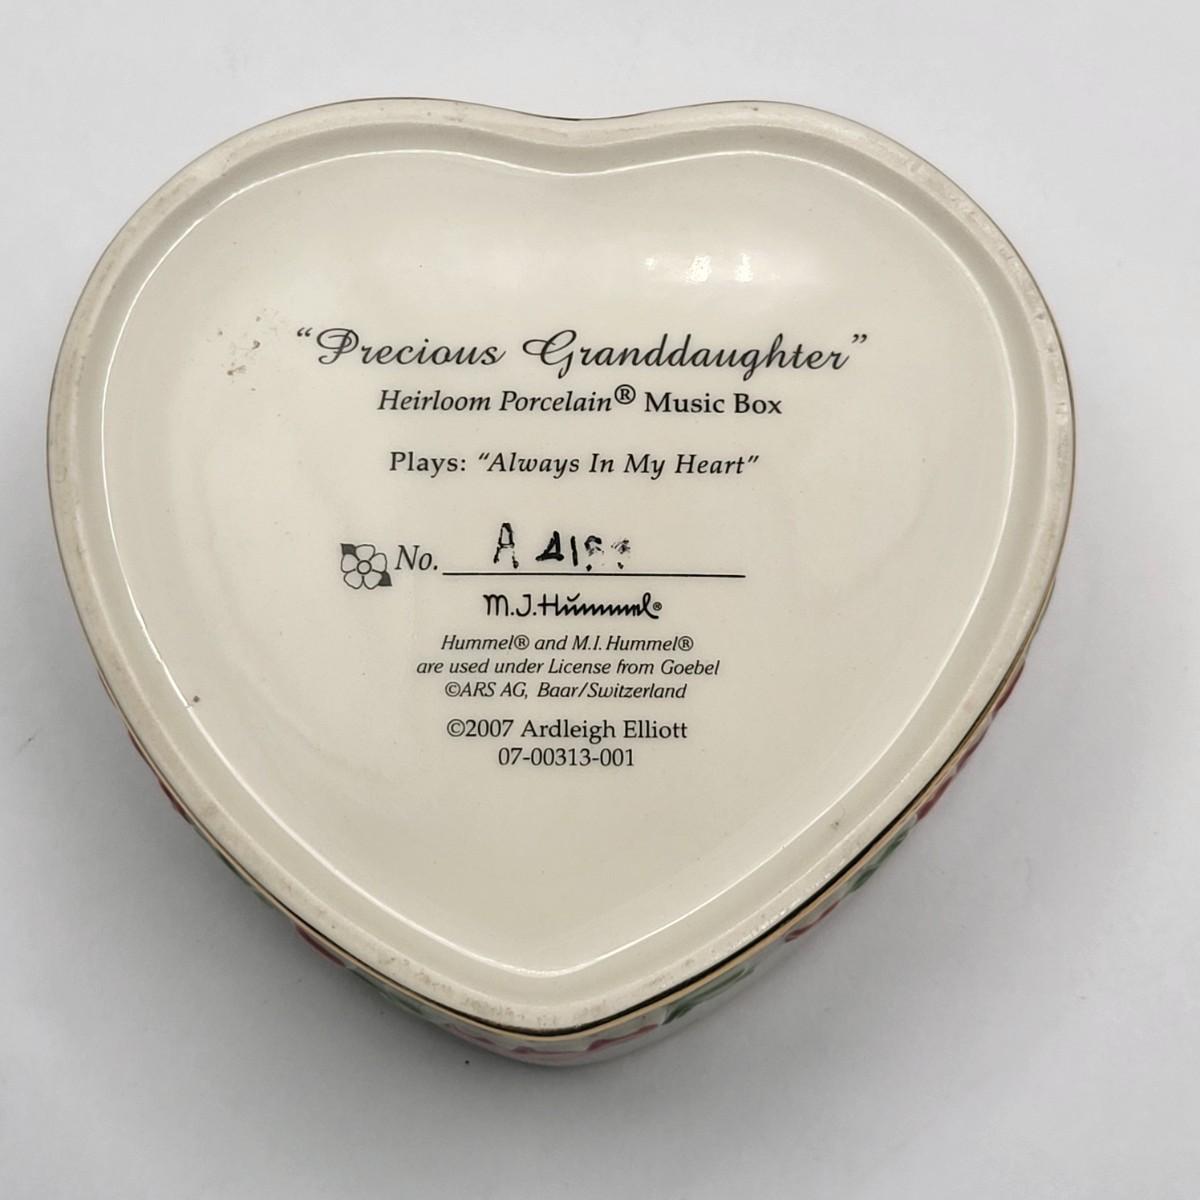 “Precious Granddaughter”
Heirloom Porcelain® Music Box
Plays: “Always In My Heart”
No. A
M.J.Hummel®
Hummel® and M.I. Hummel®
are used under License from Goebel
©ARS AG, Baar/Switzerland
©2007 Ardleigh Elliott
07-00313-001